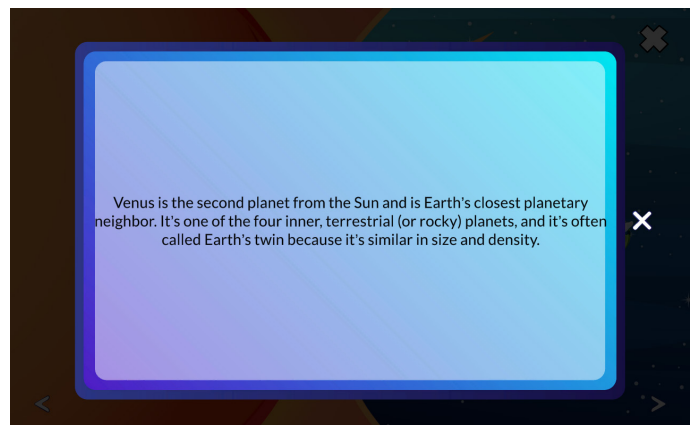 Venus is the second planet from the Sun and is Earth's closest planetary
neighbor. It's one of the four inner, terrestrial (or rocky) planets, and it's often
called Earth's twin because it's similar in size and density.